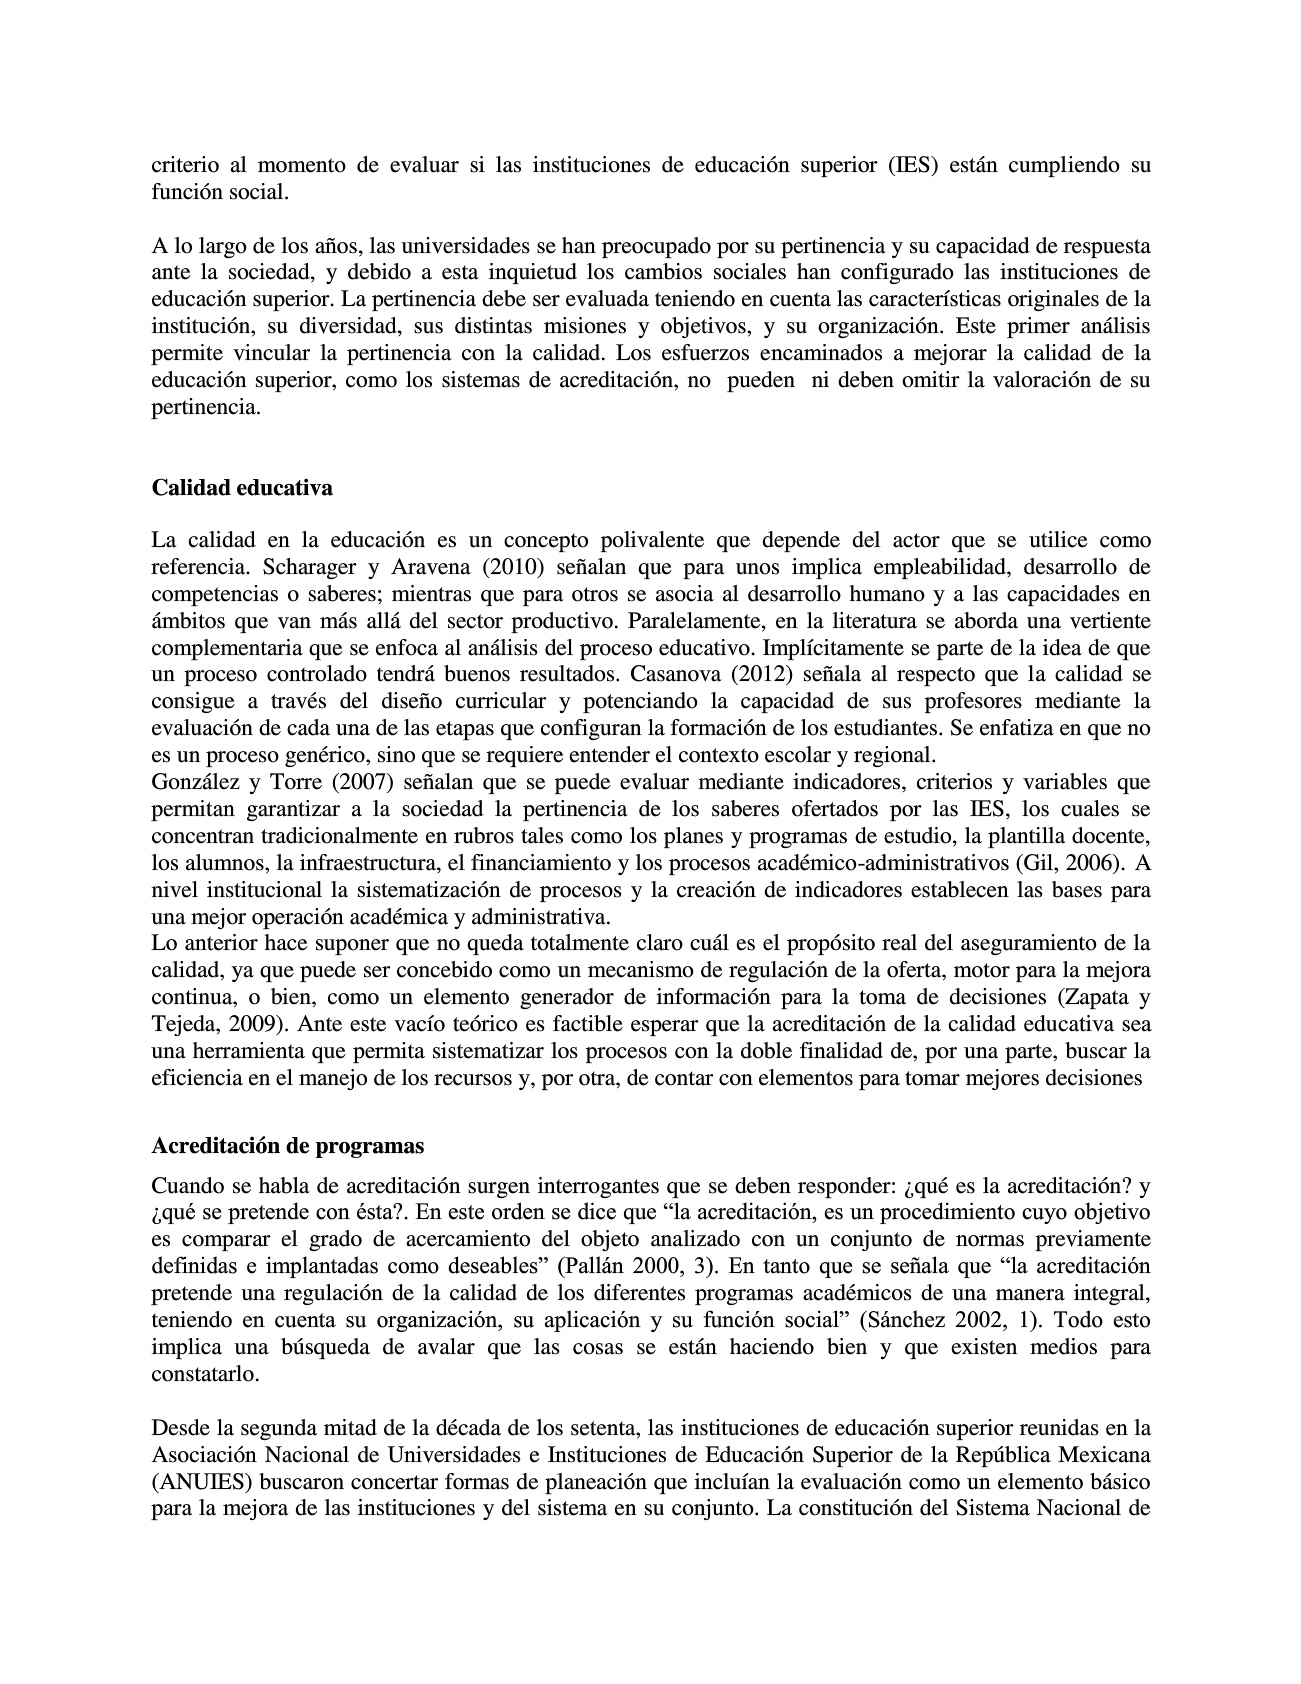 criterio al momento de evaluar si las instituciones de educación superior (IES) están cumpliendo su
función social.
A lo largo de los años, las universidades se han preocupado por su pertinencia y su capacidad de respuesta
ante la sociedad, y debido a esta inquietud los cambios sociales han configurado las instituciones de
educación superior. La pertinencia debe ser evaluada teniendo en cuenta las características originales de la
institución, su diversidad, sus distintas misiones y objetivos, y su organización. Este primer análisis
permite vincular la pertinencia con la calidad. Los esfuerzos encaminados a mejorar la calidad de la
educación superior, como los sistemas de acreditación, no  pueden  ni deben omitir la valoración de su
pertinencia.
Calidad educativa
La calidad en la educación es un concepto polivalente que depende del actor que se utilice como
referencia. Scharager y Aravena (2010) señalan que para unos implica empleabilidad, desarrollo de
competencias o saberes; mientras que para otros se asocia al desarrollo humano y a las capacidades en
ámbitos que van más allá del sector productivo. Paralelamente, en la literatura se aborda una vertiente
complementaria que se enfoca al análisis del proceso educativo. Implícitamente se parte de la idea de que
un proceso controlado tendrá buenos resultados. Casanova (2012) señala al respecto que la calidad se
consigue a través del diseño curricular y potenciando la capacidad de sus profesores mediante la
evaluación de cada una de las etapas que configuran la formación de los estudiantes. Se enfatiza en que no
es un proceso genérico, sino que se requiere entender el contexto escolar y regional.
González y Torre (2007) señalan que se puede evaluar mediante indicadores, criterios y variables que
permitan garantizar a la sociedad la pertinencia de los saberes ofertados por las IES, los cuales se
concentran tradicionalmente en rubros tales como los planes y programas de estudio, la plantilla docente,
los alumnos, la infraestructura, el financiamiento y los procesos académico-administrativos (Gil, 2006). A
nivel institucional la sistematización de procesos y la creación de indicadores establecen las bases para
una mejor operación académica y administrativa.
Lo anterior hace suponer que no queda totalmente claro cuál es el propósito real del aseguramiento de la
calidad, ya que puede ser concebido como un mecanismo de regulación de la oferta, motor para la mejora
continua, o bien, como un elemento generador de información para la toma de decisiones (Zapata y
Tejeda, 2009). Ante este vacío teórico es factible esperar que la acreditación de la calidad educativa sea
una herramienta que permita sistematizar los procesos con la doble finalidad de, por una parte, buscar la
eficiencia en el manejo de los recursos y, por otra, de contar con elementos para tomar mejores decisiones
Acreditación de programas
Cuando se habla de acreditación surgen interrogantes que se deben responder: ¿qué es la acreditación? y
¿qué se pretende con ésta?. En este orden se dice que “la acreditación, es un procedimiento cuyo objetivo
es comparar el grado de acercamiento del objeto analizado con un conjunto de normas previamente
definidas e implantadas como deseables” (Pallán 2000, 3). En tanto que se señala que “la acreditación
pretende una regulación de la calidad de los diferentes programas académicos de una manera integral,
teniendo en cuenta su organización, su aplicación y su función social” (Sánchez 2002, 1). Todo esto
implica una búsqueda de avalar que las cosas se están haciendo bien y que existen medios para
constatarlo.
Desde la segunda mitad de la década de los setenta, las instituciones de educación superior reunidas en la
Asociación Nacional de Universidades e Instituciones de Educación Superior de la República Mexicana
(ANUIES) buscaron concertar formas de planeación que incluían la evaluación como un elemento básico
para la mejora de las instituciones y del sistema en su conjunto. La constitución del Sistema Nacional de